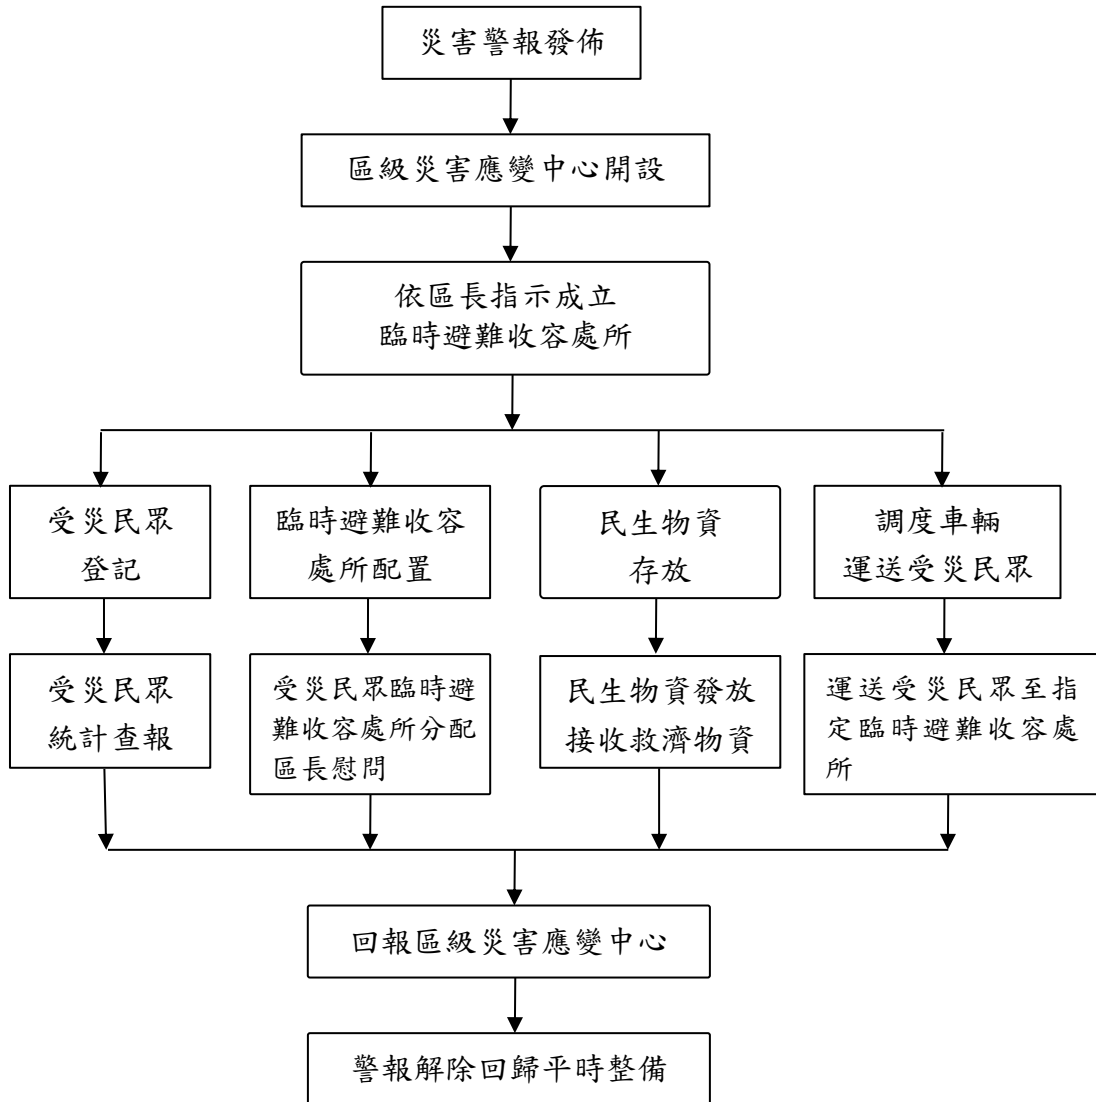 災害警報發佈
區級災害應變中心開設
依區長指示成立
臨時避難收容處所
受災民眾
登記
臨時避難收容
處所配置
民生物資
存放
調度車輛
運送受災民眾
受災民眾
統計查報
受災民眾臨時避
難收容處所分配
區長慰問
民生物資發放
接收救濟物資
運送受災民眾至指
定臨時避難收容處
所
回報區級災害應變中心
警報解除回歸平時整備